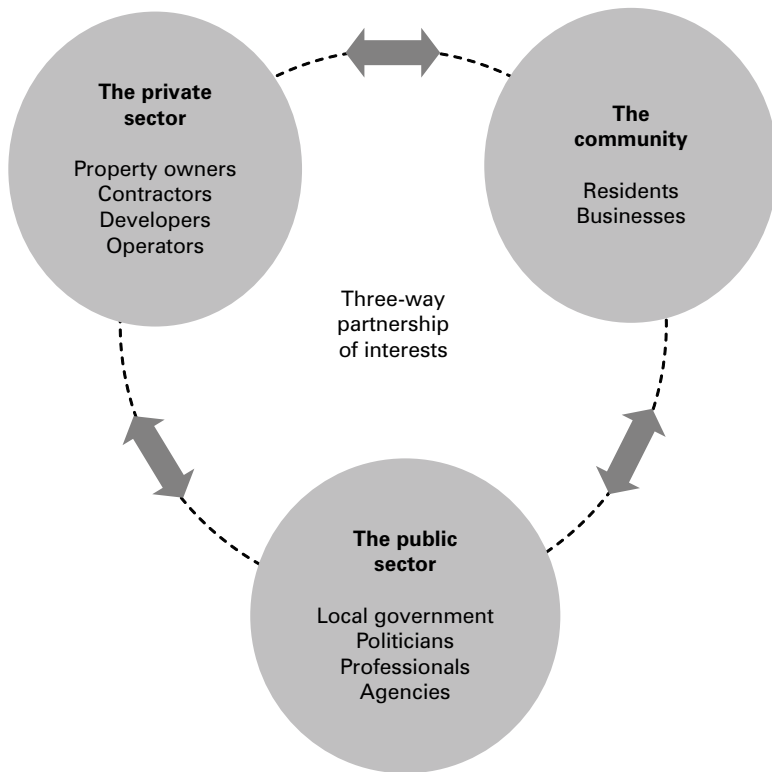 The private
sector
Property owners
Contractors
Developers
Operators
The
community
Residents
Businesses
Three-way
partnership
of interests
The public
sector
Local government
Politicians
Professionals
Agencies